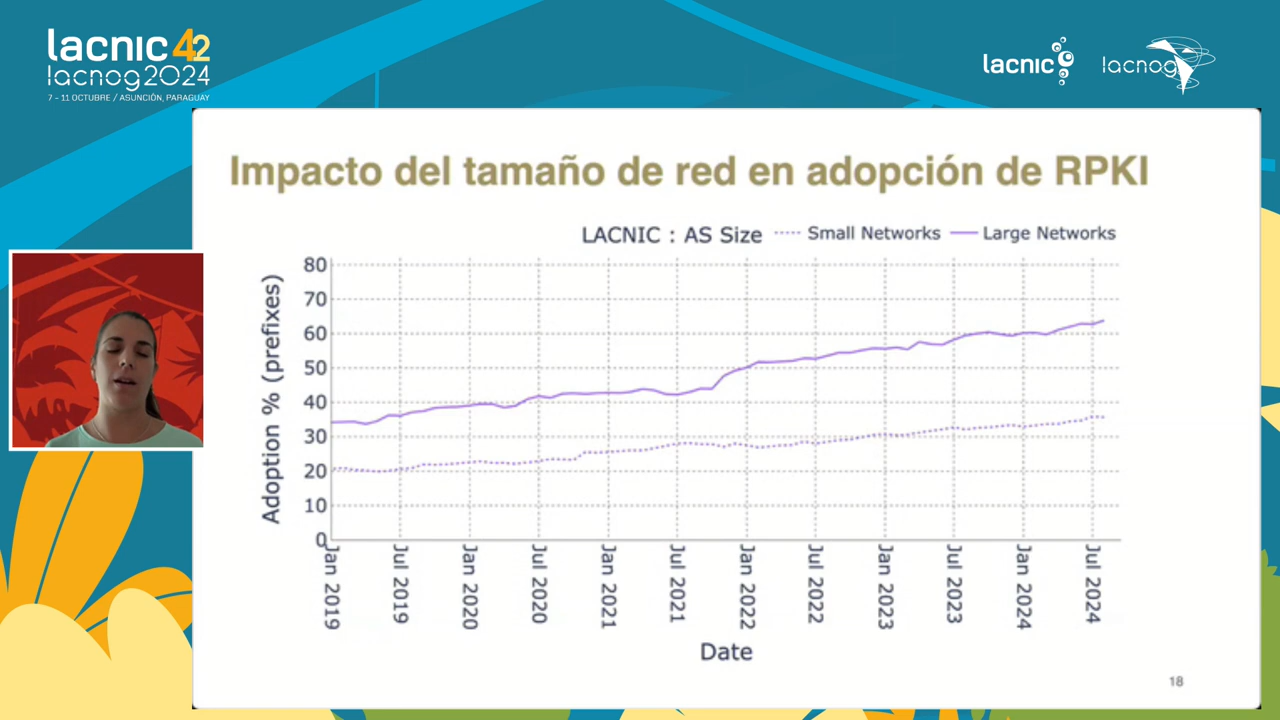 lacnic 42
lacnog2024
7 - 11 OCTUBRE / ASUNCIÓN, PARAGUAY
lacnic
lacnog
Impacto del tamaño de red en adopción de RPKI
LACNIC : AS Size
Small Networks
Large Networks
Adoption % (prefixes)
80
70
60
50
40
30
20
10
0
Jan 2019
Jul 2019
Jan 2020
Jul 2020
Jan 2021
Jul 2021
Jan 2022
Jul 2022
Jan 2023
Jul 2023
Jan 2024
Jul 2024
Date
18